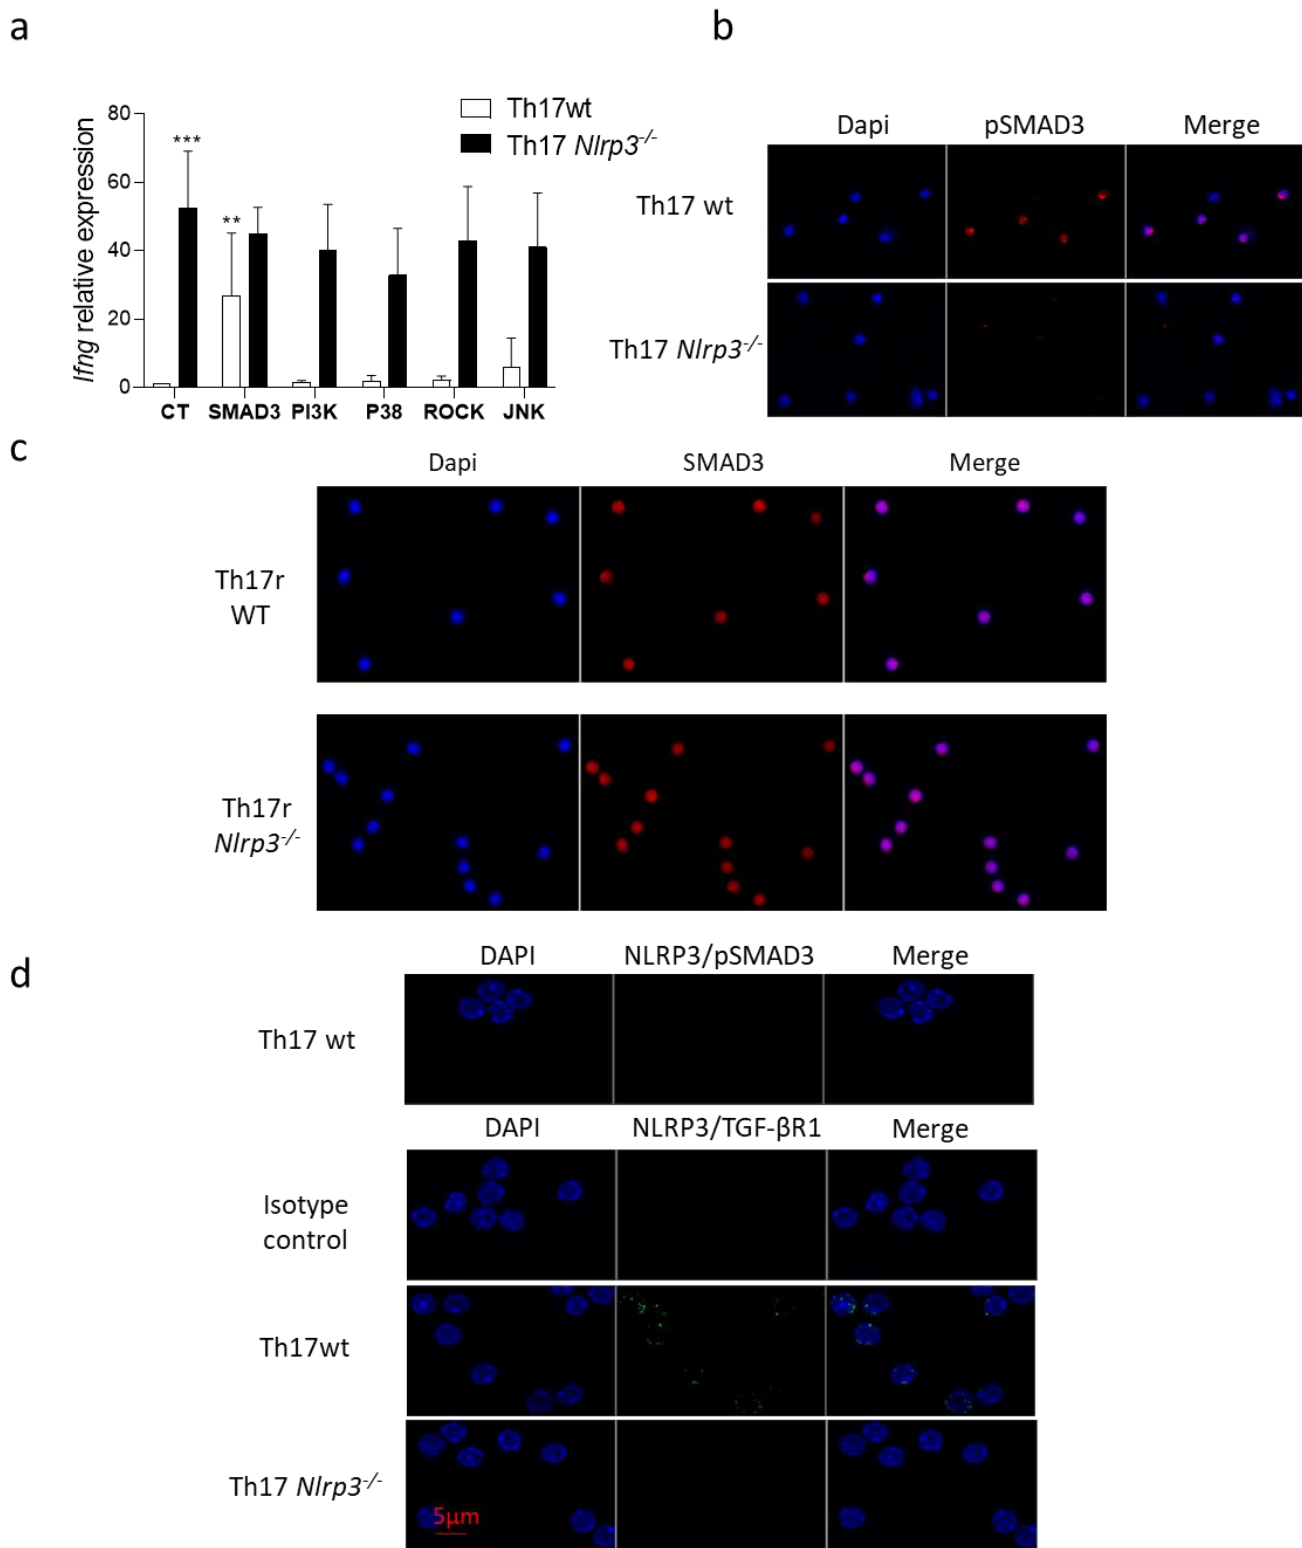 a
b
80
60
40
20
0
Ifng relative expression
***
**
Th17wt
Th17 Nlrp3-/-
CT SMAD3 PI3K P38 ROCK JNK
Dapi pSMAD3 Merge
Th17 wt
Th17 Nlrp3-/-
c
Dapi SMAD3 Merge
Th17r
WT
Th17r
Nlrp3-/-
d
DAPI NLRP3/pSMAD3 Merge
Th17 wt
DAPI NLRP3/TGF-βR1 Merge
Isotype
control
Th17wt
Th17 Nlrp3-/-
5μm